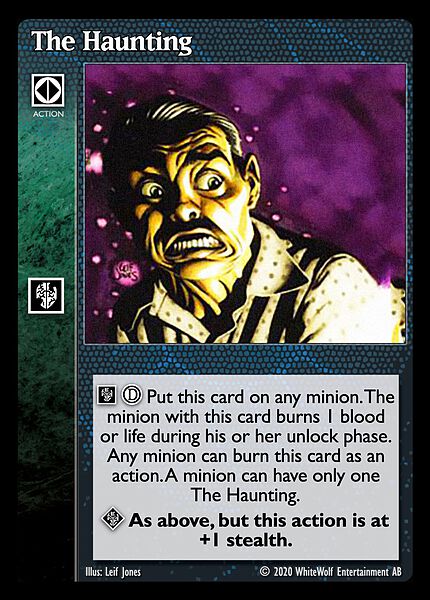 The Haunting
ACTION
LEIF
JONES
D Put this card on any minion.The
minion with this card burns 1 blood
or life during his or her unlock phase.
Any minion can burn this card as an
action.A minion can have only one
The Haunting.
As above, but this action is at
+1 stealth.
Illus: Leif Jones
© 2020 WhiteWolf Entertainment AB